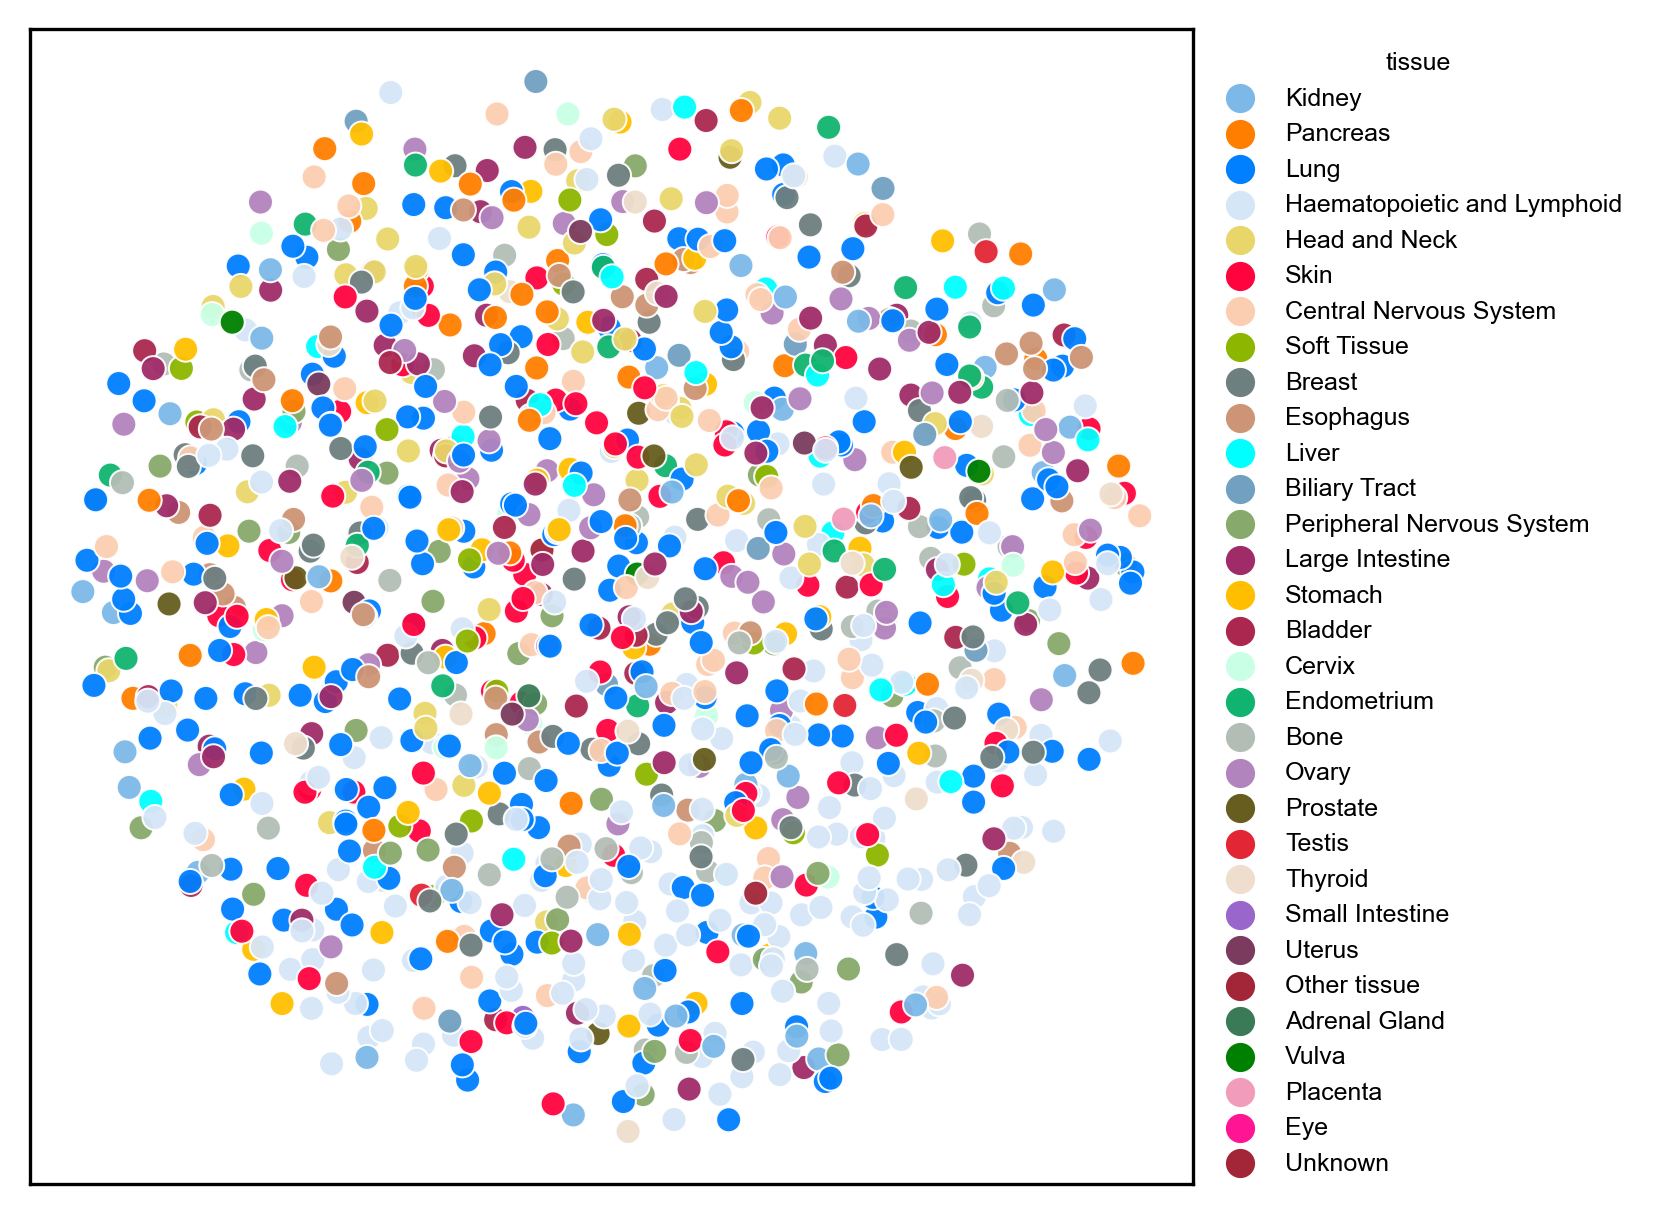 tissue
Kidney
Pancreas
Lung
Haematopoietic and Lymphoid
Head and Neck
Skin
Central Nervous System
Soft Tissue
Breast
Esophagus
Liver
Biliary Tract
Peripheral Nervous System
Large Intestine
Stomach
Bladder
Cervix
Endometrium
Bone
Ovary
Prostate
Testis
Thyroid
Small Intestine
Uterus
Other tissue
Adrenal Gland
Vulva
Placenta
Eye
Unknown